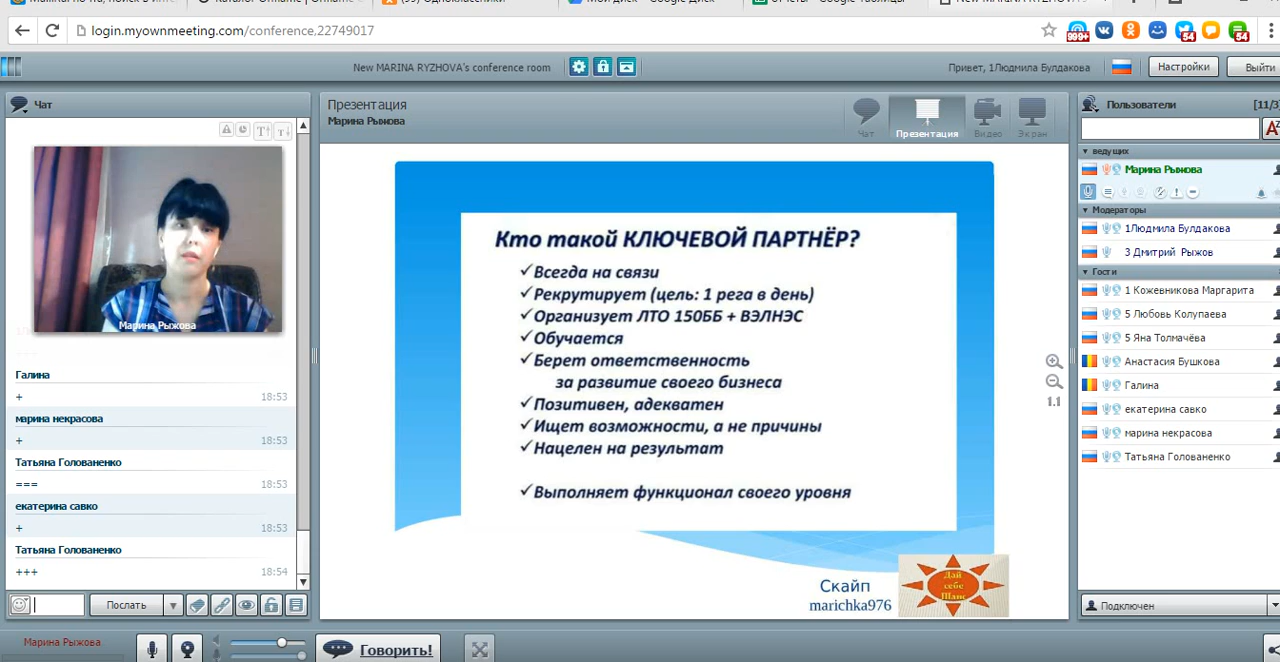 login.myownmeeting.com/conference,22749017
999+
54
54
New MARINA RYZHOVA's conference room
Привет, 1Людмила Булдакова
Настройки
Выйти
Чат
Марина Рыжова
Галина
+
18:53
марина некрасова
+
18:53
Татьяна Голованенко
===
18:53
екатерина савко
+
18:53
Татьяна Голованенко
+++
18:54
Послать
Презентация
Марина Рыжова
Чат
Презентация
Видео
Экран
Кто такой КЛЮЧЕВОЙ ПАРТНЁР?
✓Всегда на связи
✓Рекрутирует (цель: 1 рега в день)
✓Организует ЛТО 150ББ + ВЭЛНЭС
✓Обучается
✓Берет ответственность
за развитие своего бизнеса
✓Позитивен, адекватен
✓Ищет возможности, а не причины
✓Нацелен на результат
✓Выполняет функционал своего уровня
Скайп
marichka976
Дай
себе
Шанс
1.1
Пользователи
[11/3
ведущих
Марина Рыжова
Модераторы
1Людмила Булдакова
3 Дмитрий Рыжов
Гости
1 Кожевникова Маргарита
5 Любовь Колупаева
5 Яна Толмачёва
Анастасия Бушкова
Галина
екатерина савко
марина некрасова
Татьяна Голованенко
Подключен
Марина Рыжова
Говорить!